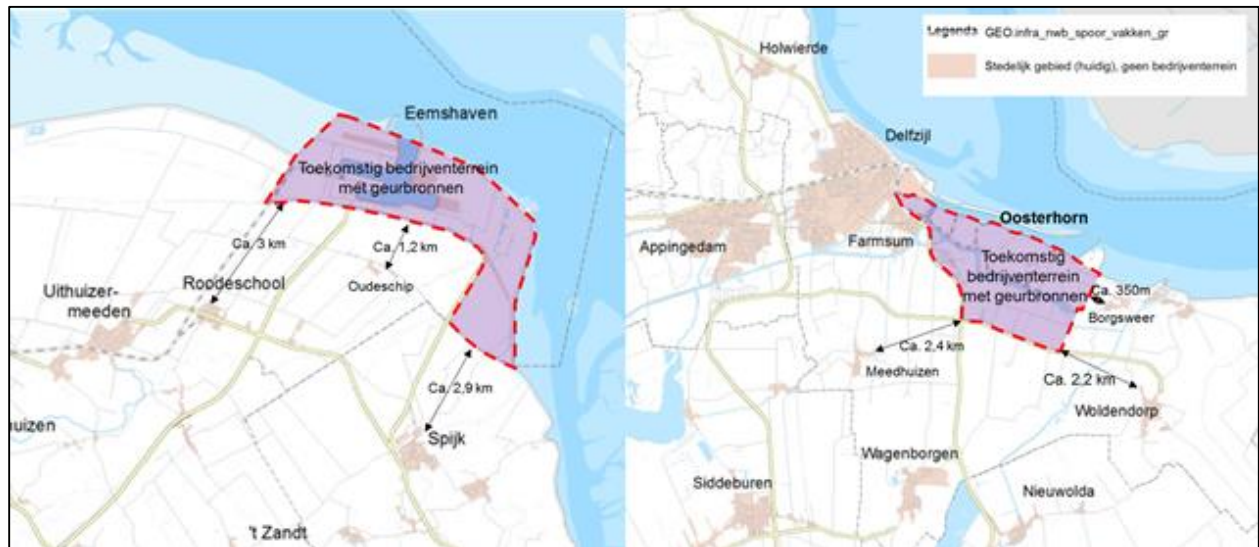 Eemshaven
Toekomstig bedrijventerrein
met geurbronnen
Ca. 3 km
Ca. 1,2 km
Oudeschip
Roodeschool
Uithuizer-
meeden
Ca. 2,9 km
Spijk
huizen
't Zandt
Legenda GEO.infra_nwb_spoor_vakken_gr
Stedelijk gebied (huidig), geen bedrijventerrein
Holwierde
Delfzijl
Oosterhorn
Farmsum
Appingedam
Toekomstig
bedrijventerrein
met geurbronnen
Ca. 350m
Borgsweer
Ca. 2,4 km
Meedhuizen
Ca. 2,2 km
Woldendorp
Wagenborgen
Siddeburen
Nieuwolda